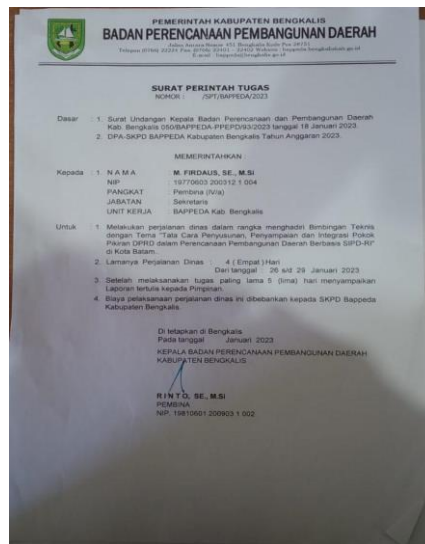 PEMERINTAH KABUPATEN BENGKALIS
BADAN PERENCANAAN PEMBANGUNAN DAERAH
Jalan Antara Nomor 451 Bengkalis Kode Pos 28751
SURAT PERINTAH TUGAS
NOMOR : /SPT/BAPPEDA/2023
Dasar : 1. Surat Undangan Kepala Badan Perencanaan dan Pembangunan Daerah
Kab. Bengkalis 050/BAPPEDA-PPEPD/93/2023 tanggal 18 Januari 2023.
2. DPA-SKPD BAPPEDA Kabupaten Bengkalis Tahun Anggaran 2023.
MEMERINTAHKAN
Kepada : 1. N A M A : M. FIRDAUS, SE., M.Si
NIP : 19770603 200312 1 004
PANGKAT : Pembina (IV/a)
JABATAN : Sekretaris
UNIT KERJA : BAPPEDA Kab Bengkalis
Untuk : 1. Melakukan perjalanan dinas dalam rangka menghadiri Bimbingan Teknis
dengan Tema "Tata Cara Penyusunan, Penyampaian dan Integrasi Pokok
Pikiran DPRD dalam Perencanaan Pembangunan Daerah Berbasis SIPD-RI"
di Kota Batam.
2. Lamanya Perjalanan Dinas : 4 ( Empat ) Hari
Dari tanggal : 26 s/d 29 Januari 2023
3. Setelah melaksanakan tugas paling lama 5 (lima) hari menyampaikan
Laporan tertulis kepada Pimpinan.
4. Biaya pelaksanaan perjalanan dinas ini dibebankan kepada SKPD Bappeda
Kabupaten Bengkalis.
Di tetapkan di Bengkalis
Pada tanggal Januari 2023
KEPALA BADAN PERENCANAAN PEMBANGUNAN DAERAH
KABUPATEN BENGKALIS
R I N T O, SE., M.Si
PEMBINA
NIP. 19810601 200903 1 002